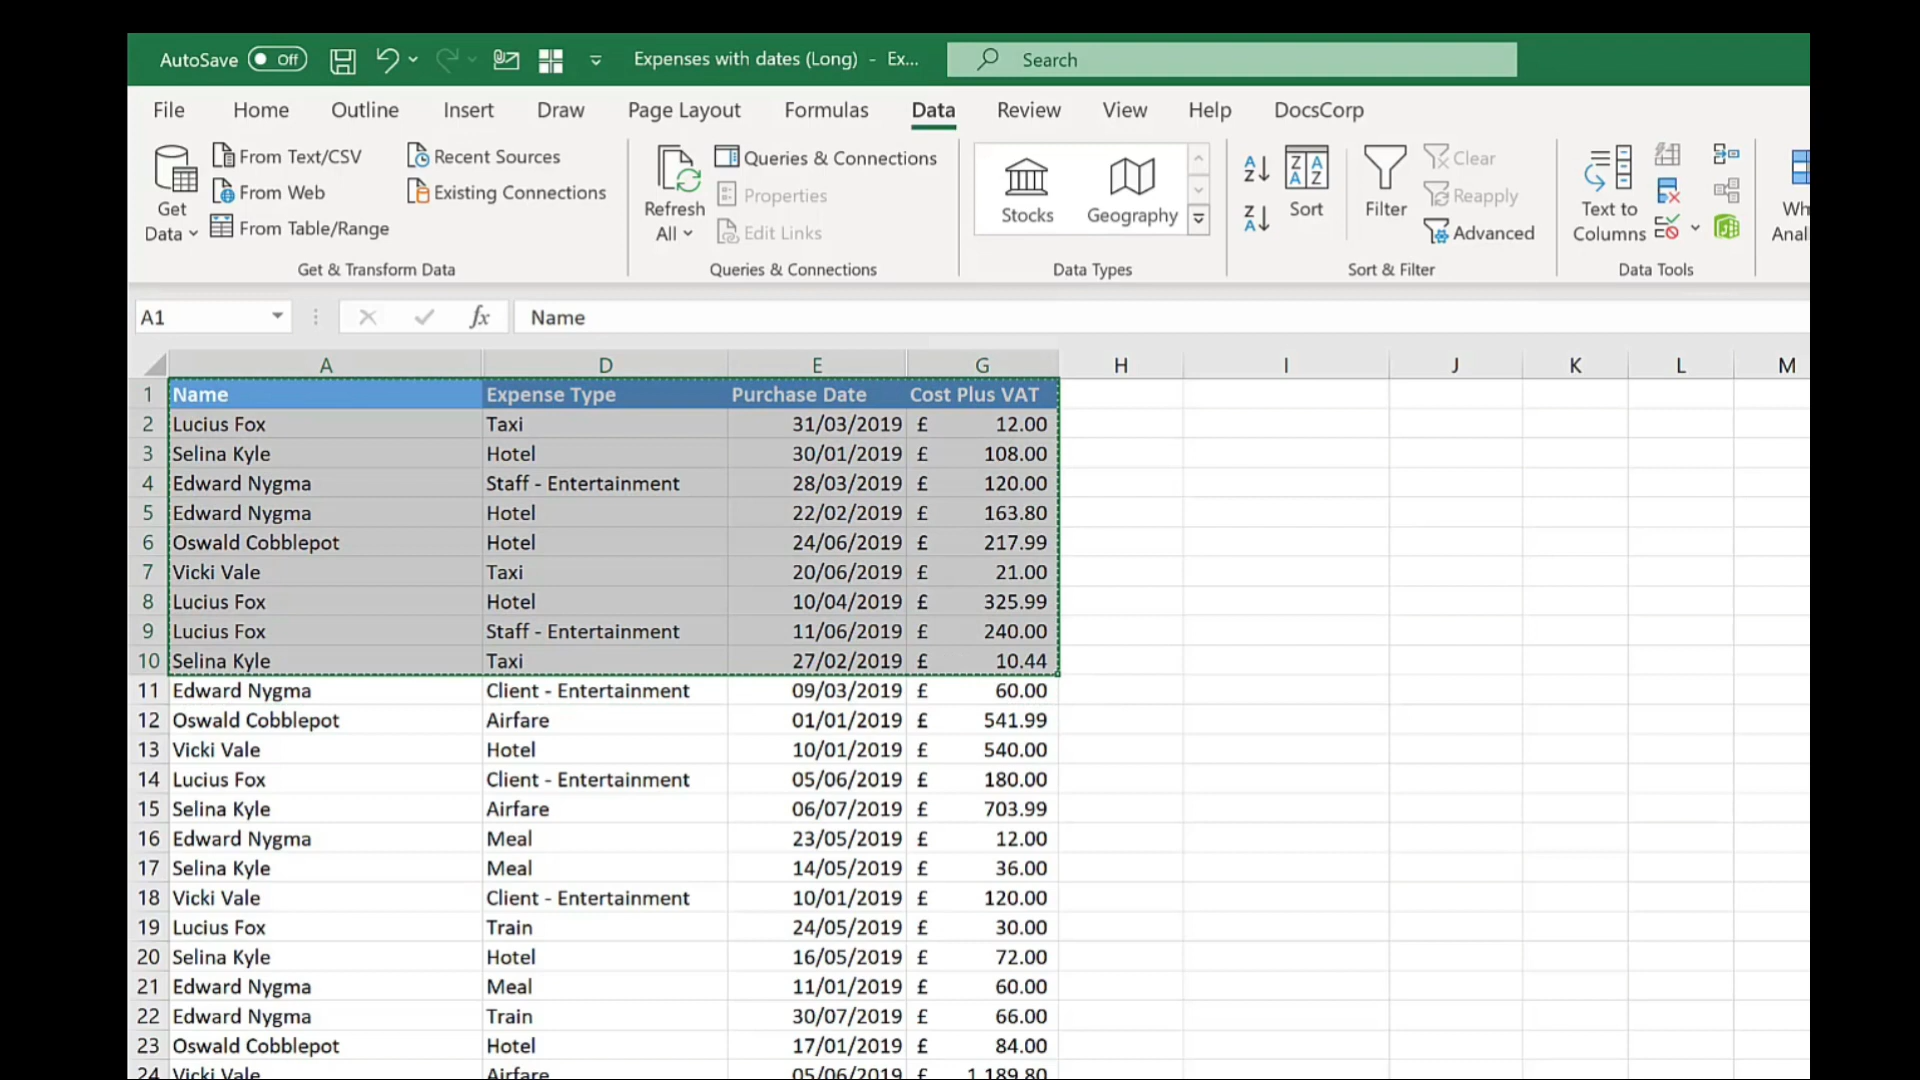 AutoSave Off Expenses with dates (Long) - Ex... Search
File Home Outline Insert Draw Page Layout Formulas Data Review View Help DocsCorp
Get Data
From Text/CSV
From Web
From Table/Range
Recent Sources
Existing Connections
Get & Transform Data
Refresh All
Queries & Connections
Properties
Edit Links
Queries & Connections
Stocks Geography
Data Types
Sort
Filter
Clear
Reapply
Advanced
Sort & Filter
Text to
Columns
Data Tools
A1 fx Name
A D E G H I J K L M
1 Name Expense Type Purchase Date Cost Plus VAT
2 Lucius Fox Taxi 31/03/2019 £ 12.00
3 Selina Kyle Hotel 30/01/2019 £ 108.00
4 Edward Nygma Staff - Entertainment 28/03/2019 £ 120.00
5 Edward Nygma Hotel 22/02/2019 £ 163.80
6 Oswald Cobblepot Hotel 24/06/2019 £ 217.99
7 Vicki Vale Taxi 20/06/2019 £ 21.00
8 Lucius Fox Hotel 10/04/2019 £ 325.99
9 Lucius Fox Staff - Entertainment 11/06/2019 £ 240.00
10 Selina Kyle Taxi 27/02/2019 £ 10.44
11 Edward Nygma Client - Entertainment 09/03/2019 £ 60.00
12 Oswald Cobblepot Airfare 01/01/2019 £ 541.99
13 Vicki Vale Hotel 10/01/2019 £ 540.00
14 Lucius Fox Client - Entertainment 05/06/2019 £ 180.00
15 Selina Kyle Airfare 06/07/2019 £ 703.99
16 Edward Nygma Meal 23/05/2019 £ 12.00
17 Selina Kyle Meal 14/05/2019 £ 36.00
18 Vicki Vale Client - Entertainment 10/01/2019 £ 120.00
19 Lucius Fox Train 24/05/2019 £ 30.00
20 Selina Kyle Hotel 16/05/2019 £ 72.00
21 Edward Nygma Meal 11/01/2019 £ 60.00
22 Edward Nygma Train 30/07/2019 £ 66.00
23 Oswald Cobblepot Hotel 17/01/2019 £ 84.00
24 Vicki Vale Airfare 05/06/2019 £ 1,189.80